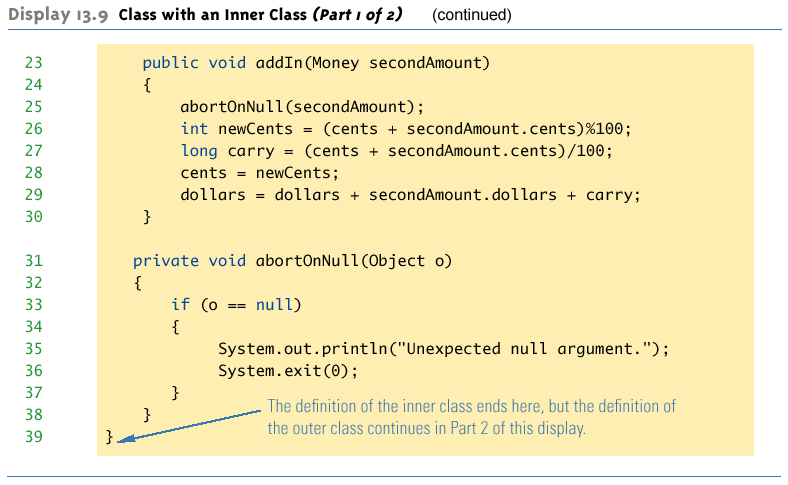 Display 13.9 Class with an Inner Class (Part 1 of 2) (continued)
23 public void addIn(Money secondAmount)
24 {
25 abortOnNull(secondAmount);
26 int newCents = (cents + secondAmount.cents)%100;
27 long carry = (cents + secondAmount.cents)/100;
28 cents = newCents;
29 dollars = dollars + secondAmount.dollars + carry;
30 }
31 private void abortOnNull(Object o)
32 {
33 if (o == null)
34 {
35 System.out.println("Unexpected null argument.");
36 System.exit(0);
37 }
38 }
39 }
The definition of the inner class ends here, but the definition of
the outer class continues in Part 2 of this display.